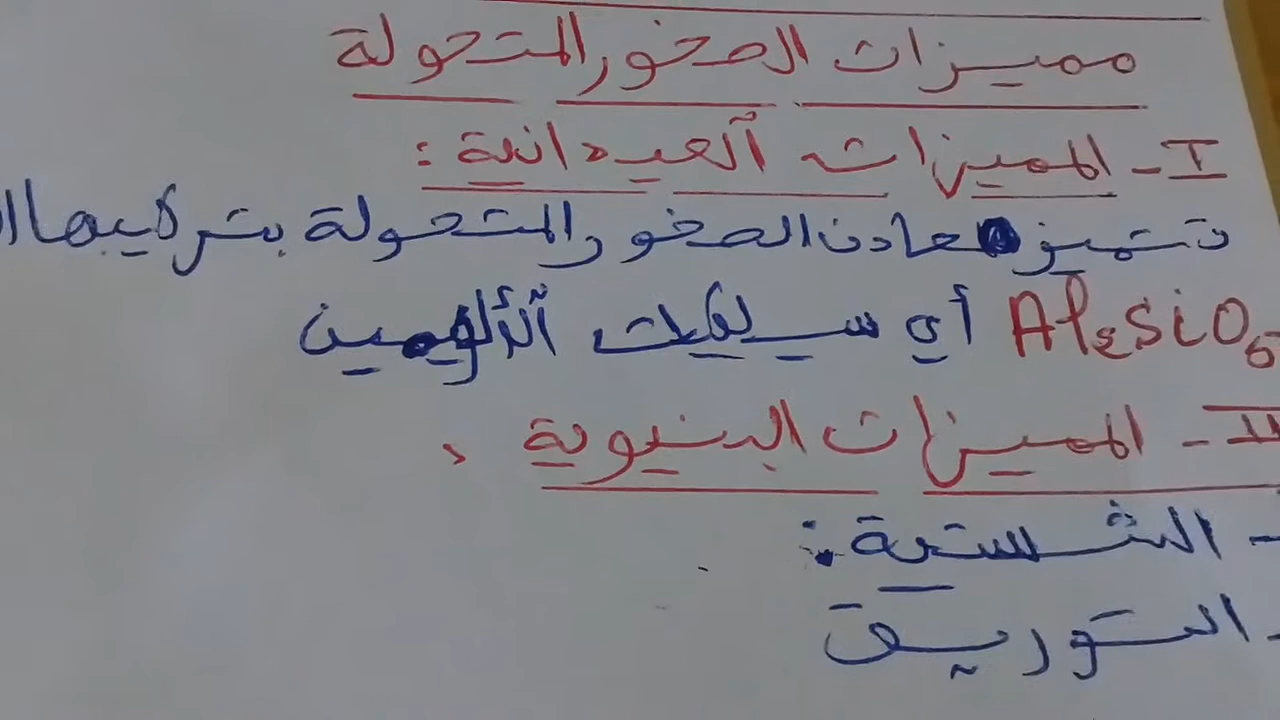 مميزات الصخور المتحولة
I - المميزات العيدانية :
تتميز معادن الصخور المتحولة بتركيبها
Al2SiO5 أي سيليكات الألومين
II - المميزات البنيوية
- الشستية :
- التوريق